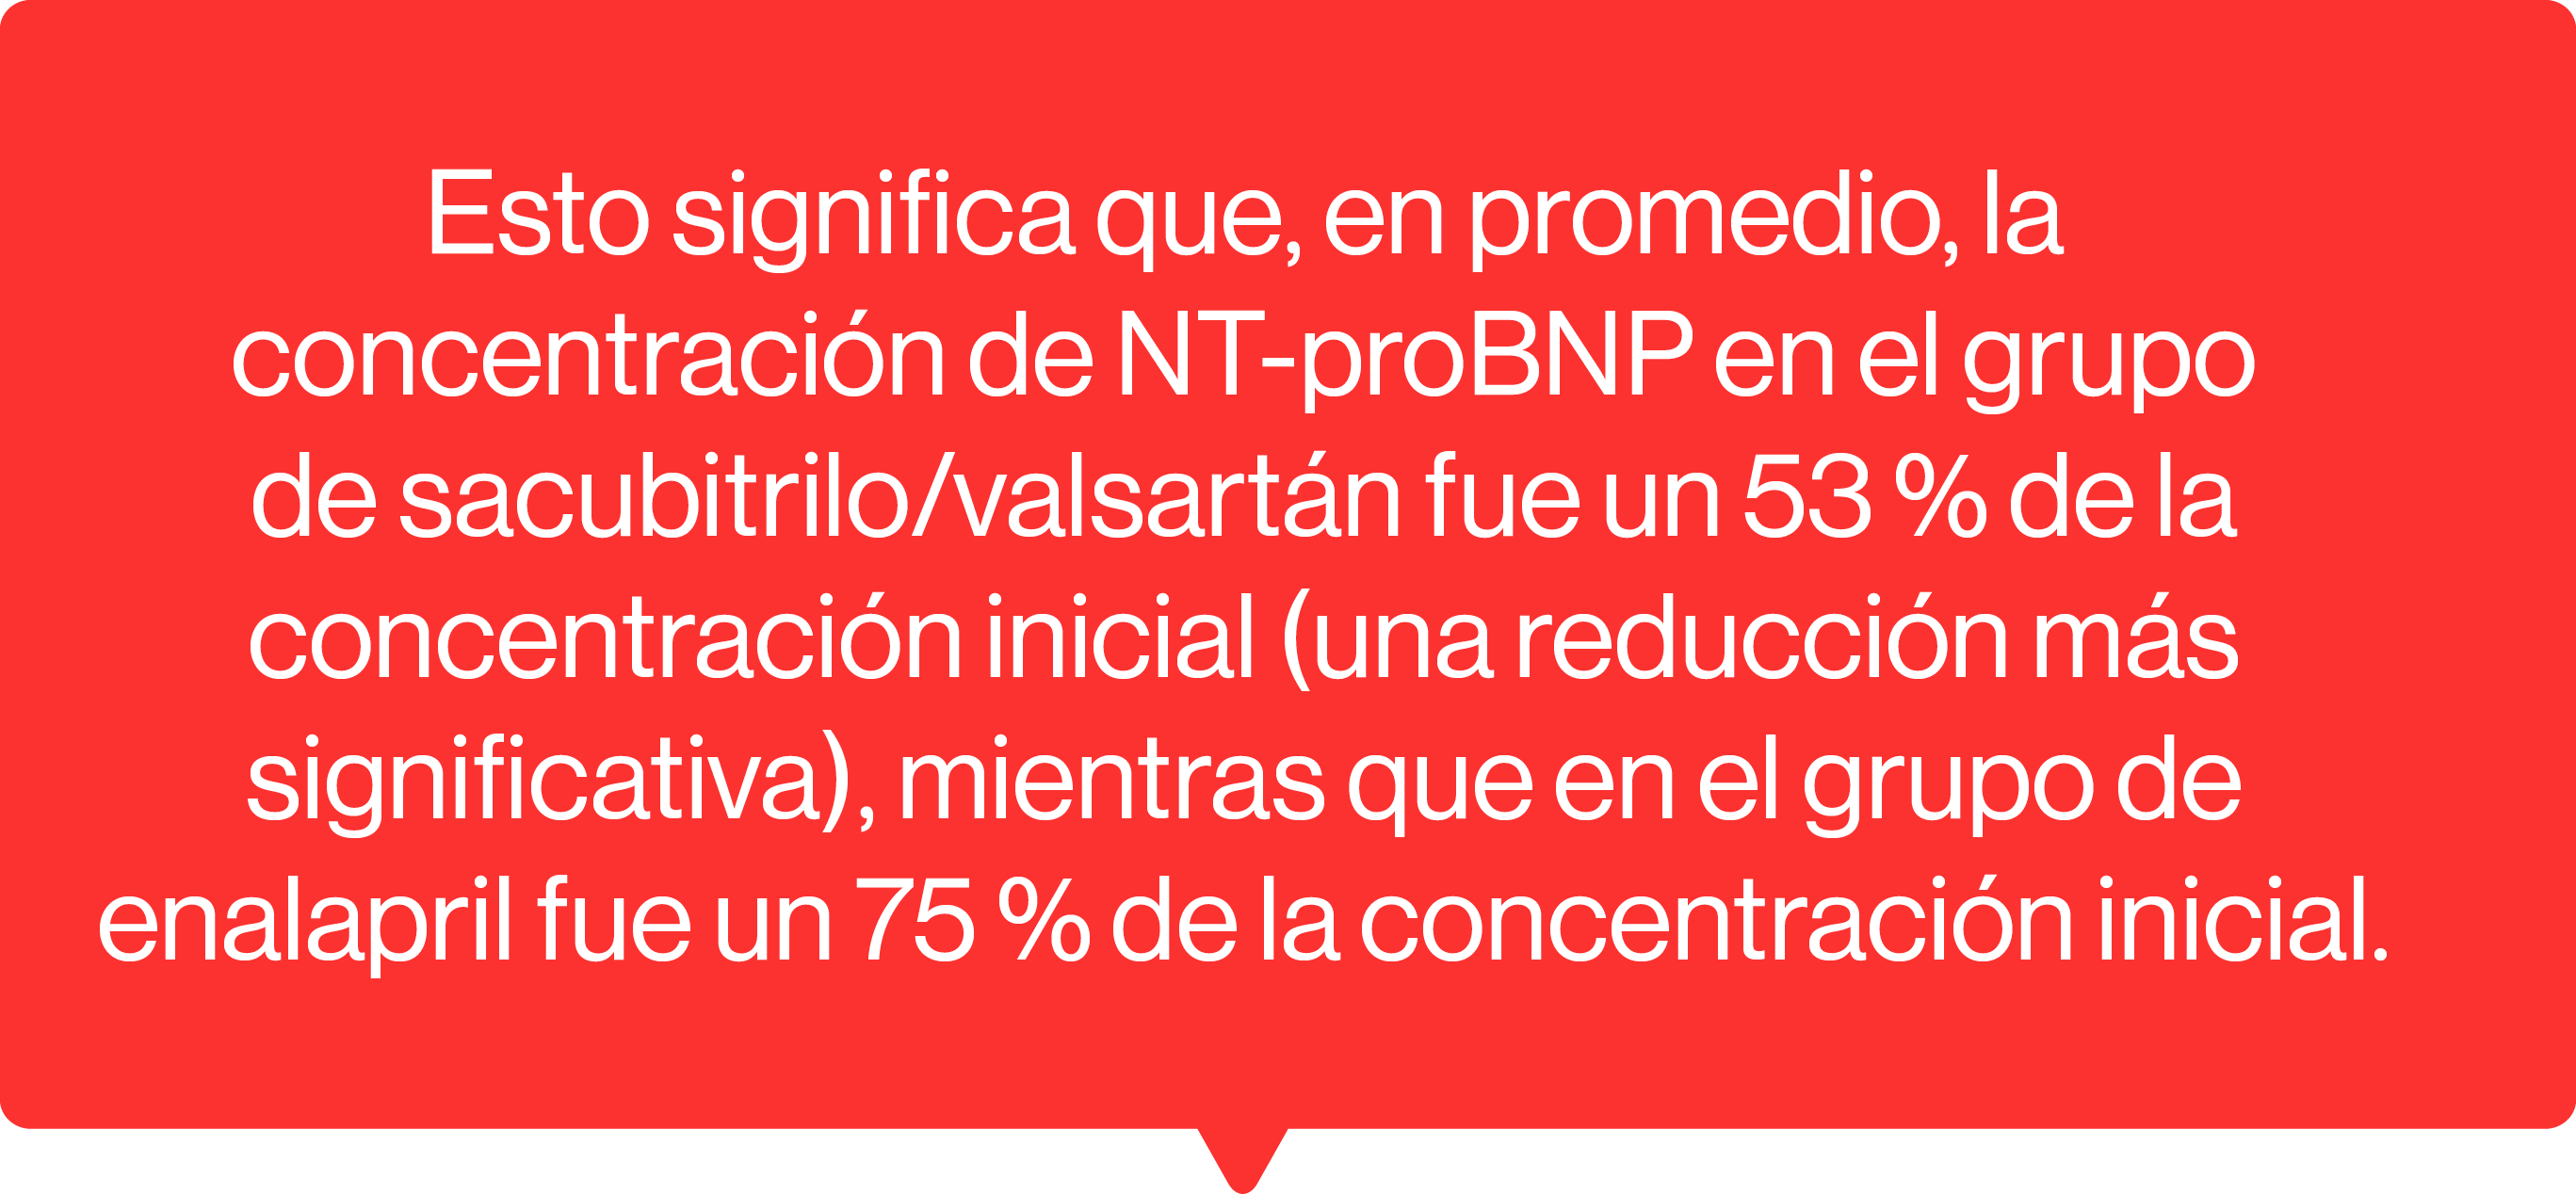 Esto significa que, en promedio, la
concentración de NT-proBNP en el grupo
de sacubitrilo/valsartán fue un 53 % de la
concentración inicial (una reducción más
significativa), mientras que en el grupo de
enalapril fue un 75 % de la concentración inicial.